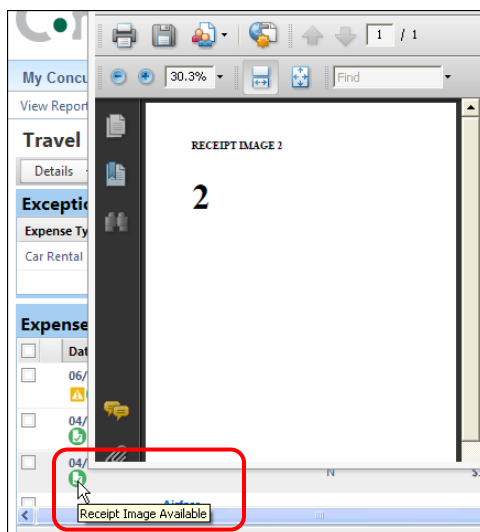 1 / 1
My Concu
30.3%
Find
View Report
Travel
RECEIPT IMAGE 2
Details
2
Exceptio
Expense Ty
Car Rental
Expense
Dat
06/
04/
04/
N
Receipt Image Available